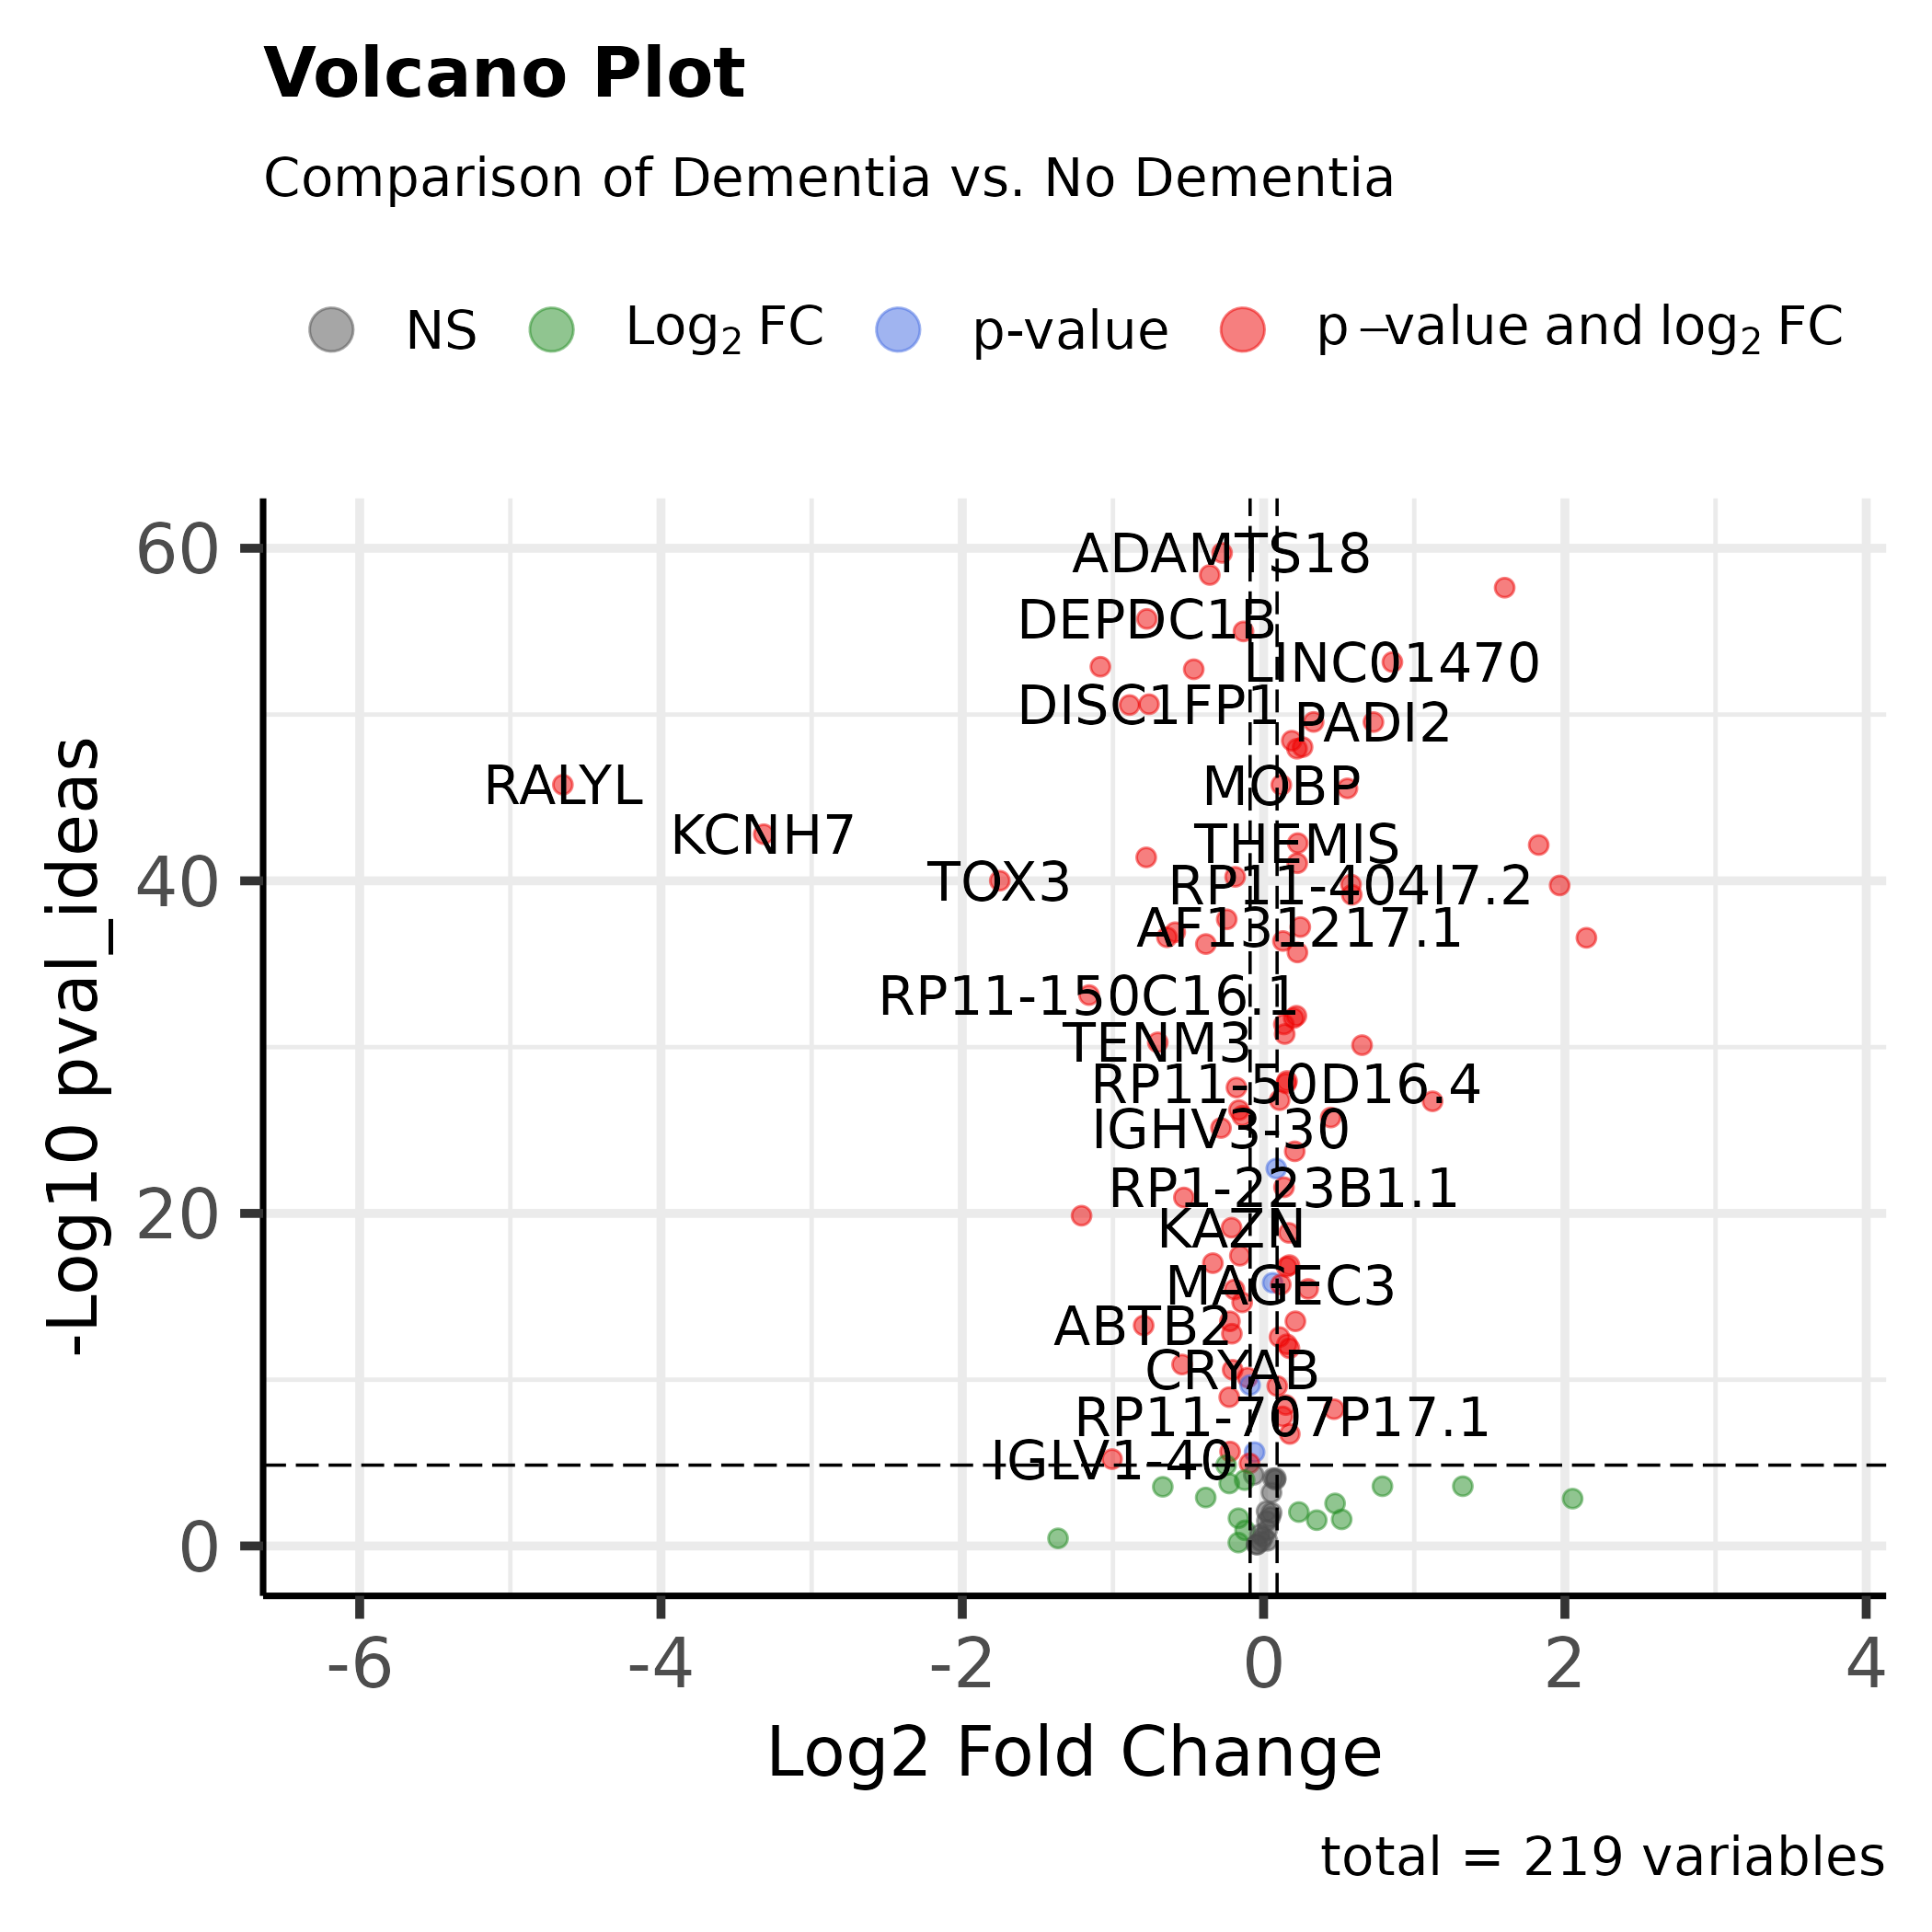 Volcano Plot
Comparison of Dementia vs. No Dementia
NS Log2 FC p-value p–value and log2 FC
60
40
20
0
-Log10 pval_ideas
ADAMTS18
DEPDC1B
LINC01470
DISC1FP1
PADI2
RALYL
MOBP
KCNH7
THEMIS
TOX3
RP11-404I7.2
AF131217.1
RP11-150C16.1
TENM3
RP11-50D16.4
IGHV3-30
RP1-223B1.1
KAZN
MAGEC3
ABTB2
CRYAB
RP11-707P17.1
IGLV1-40
-6 -4 -2 0 2 4
Log2 Fold Change
total = 219 variables